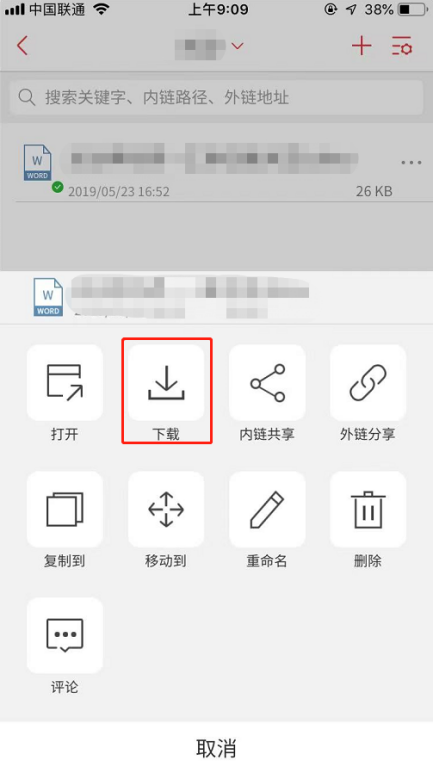 中国联通 上午9:09 38%
搜索关键字、内链路径、外链地址
W
WORD
2019/05/23 16:52 26 KB
W
WORD
打开 下载 内链共享 外链分享
复制到 移动到 重命名 删除
评论
取消